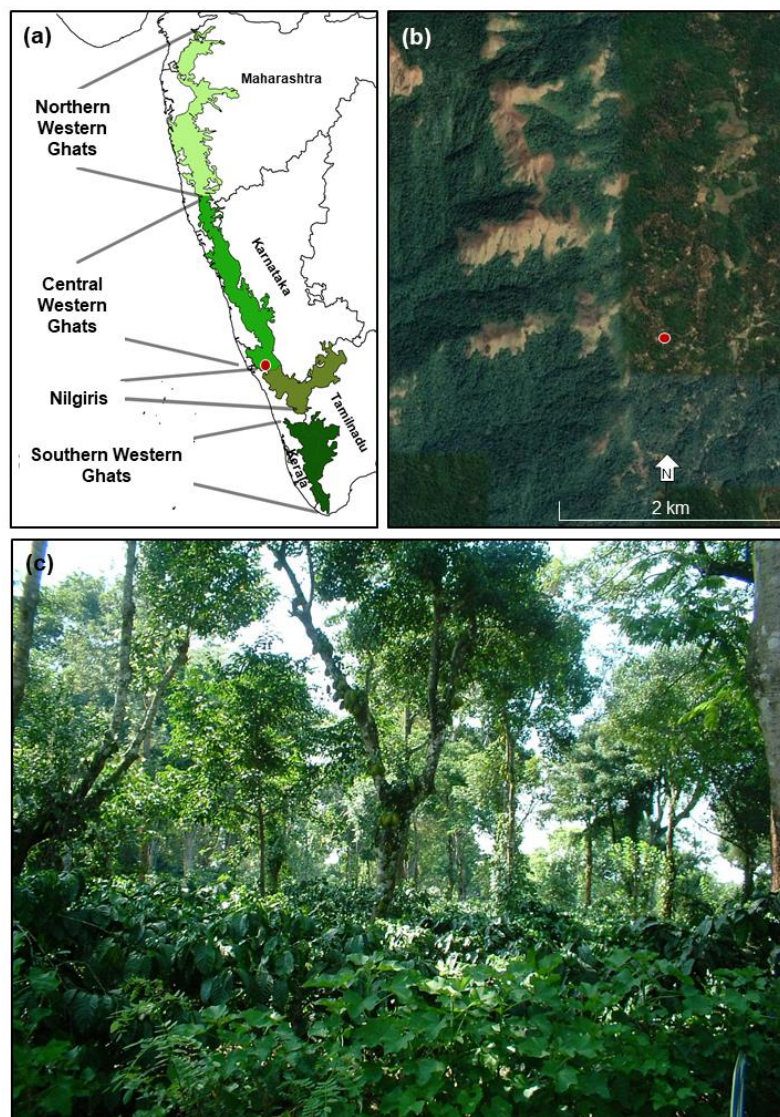 (a)
Maharashtra
Northern
Western
Ghats
Karnataka
Central
Western
Ghats
Nilgiris
Tamilnadu
Southern Western
Ghats
Kerala
(b)
N
2 km
(c)